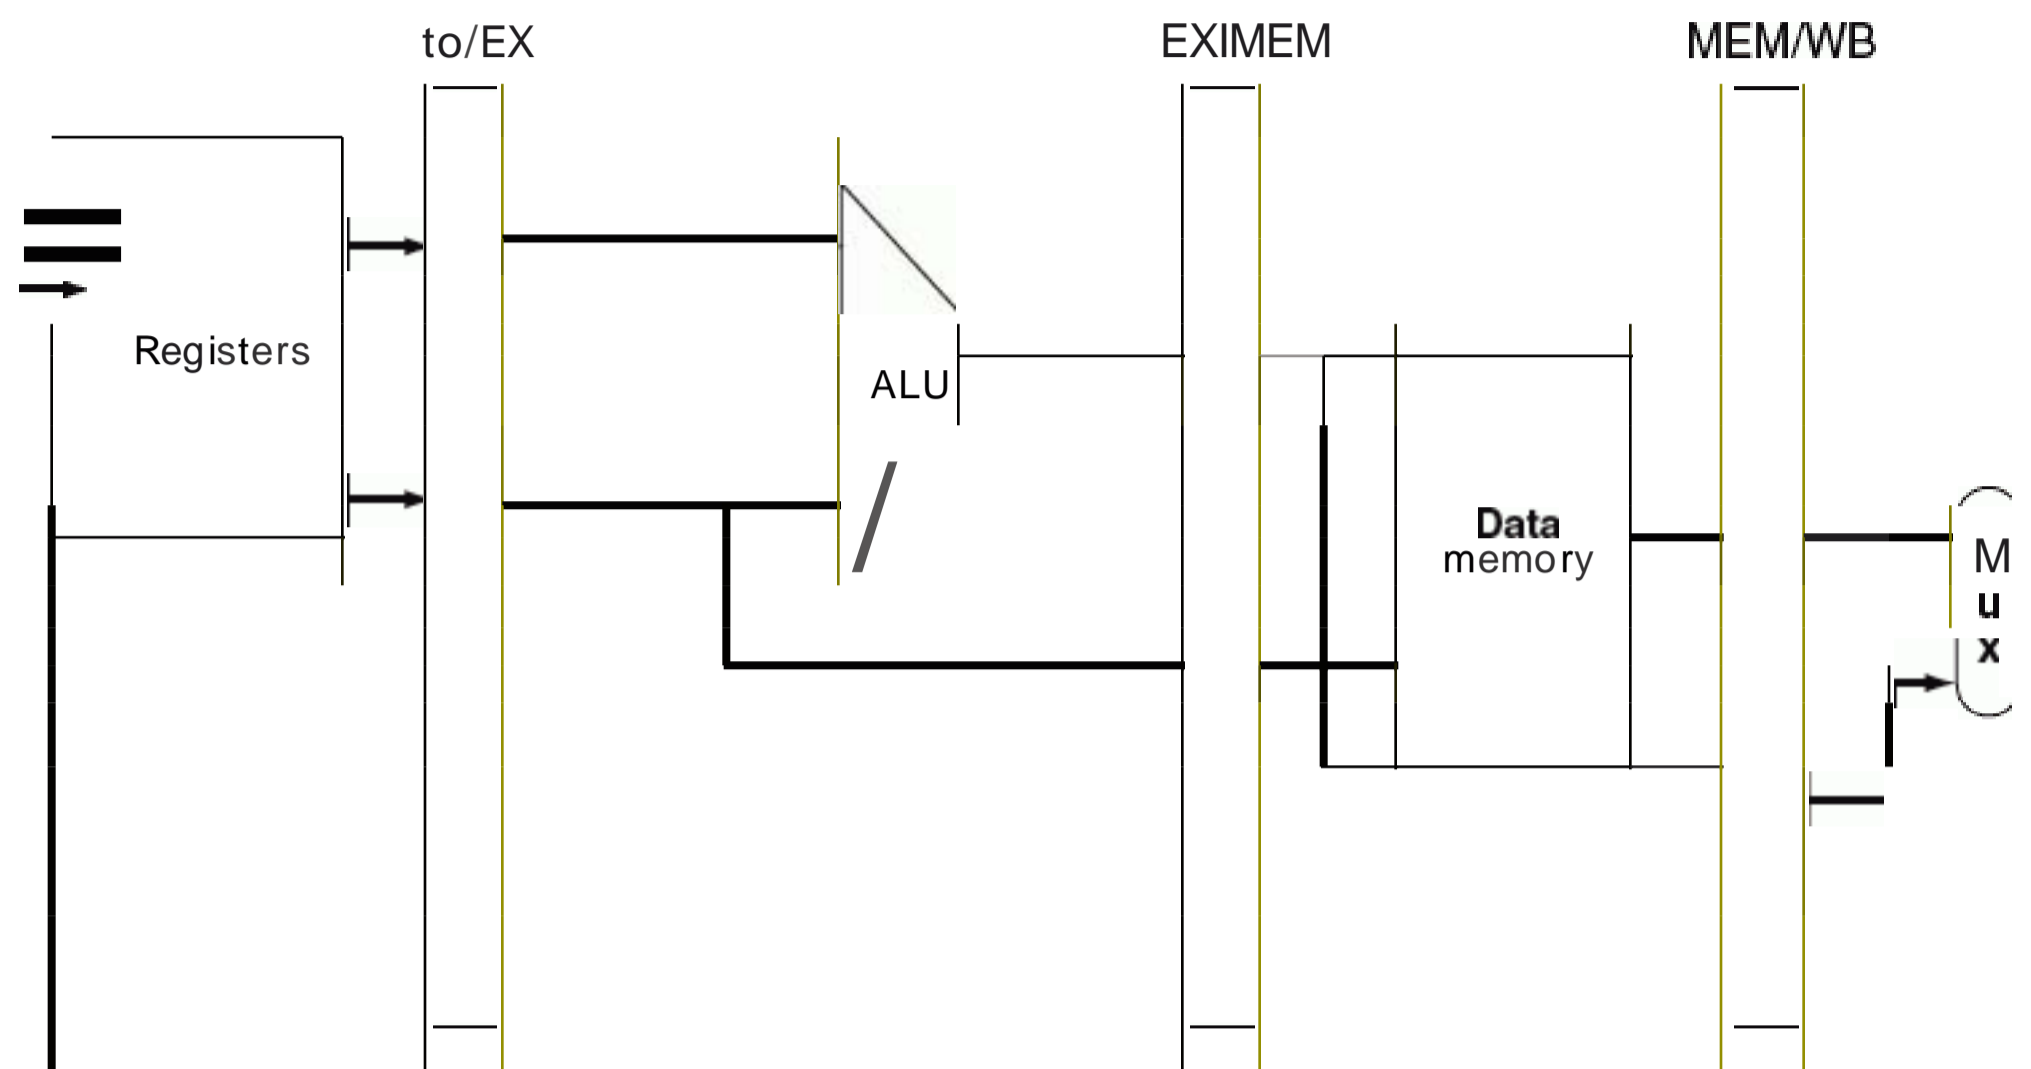 to/EX
EXIMEM
MEM/WB
Registers
ALU
Data
memory
M
u
x